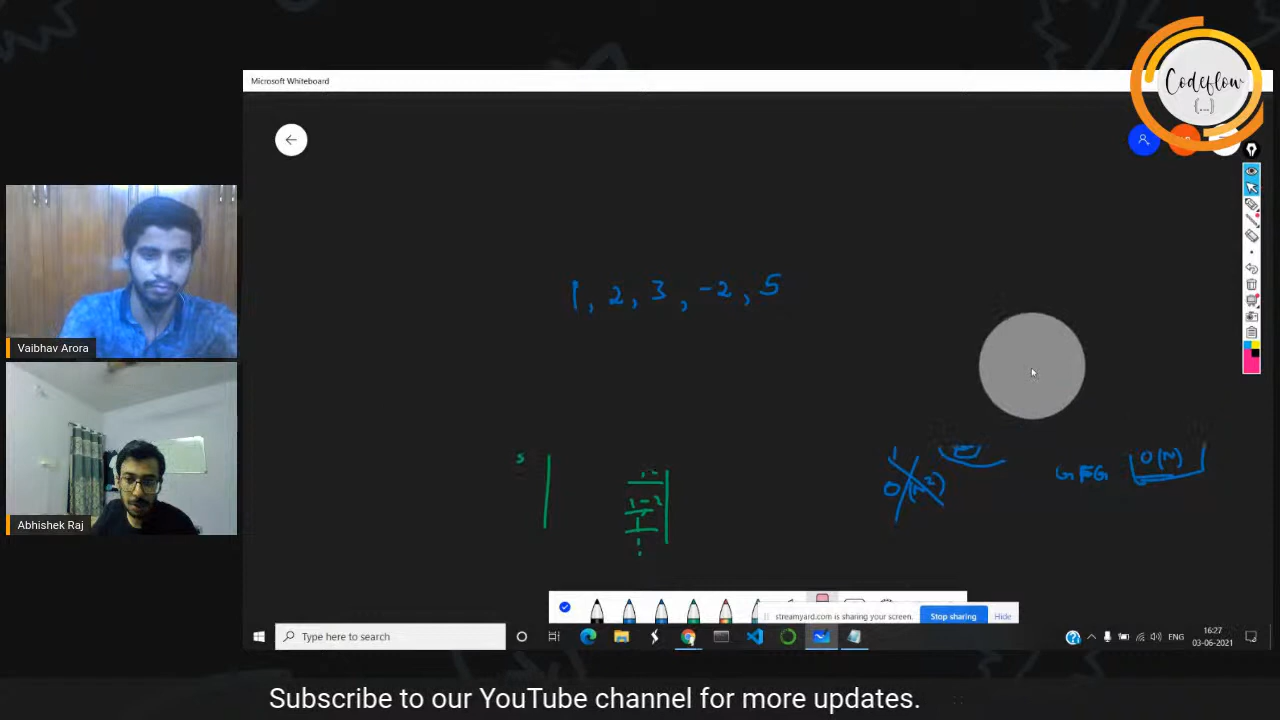 Microsoft Whiteboard
Codeflow
{...}
1, 2, 3, -2, 5
Vaibhav Arora
s
O(N²)
GFG
O(N)
1-2
Abhishek Raj
streamyard.com is sharing your screen.
Stop sharing
Hide
Type here to search
ENG
16:27
03-06-2021
Subscribe to our YouTube channel for more updates.